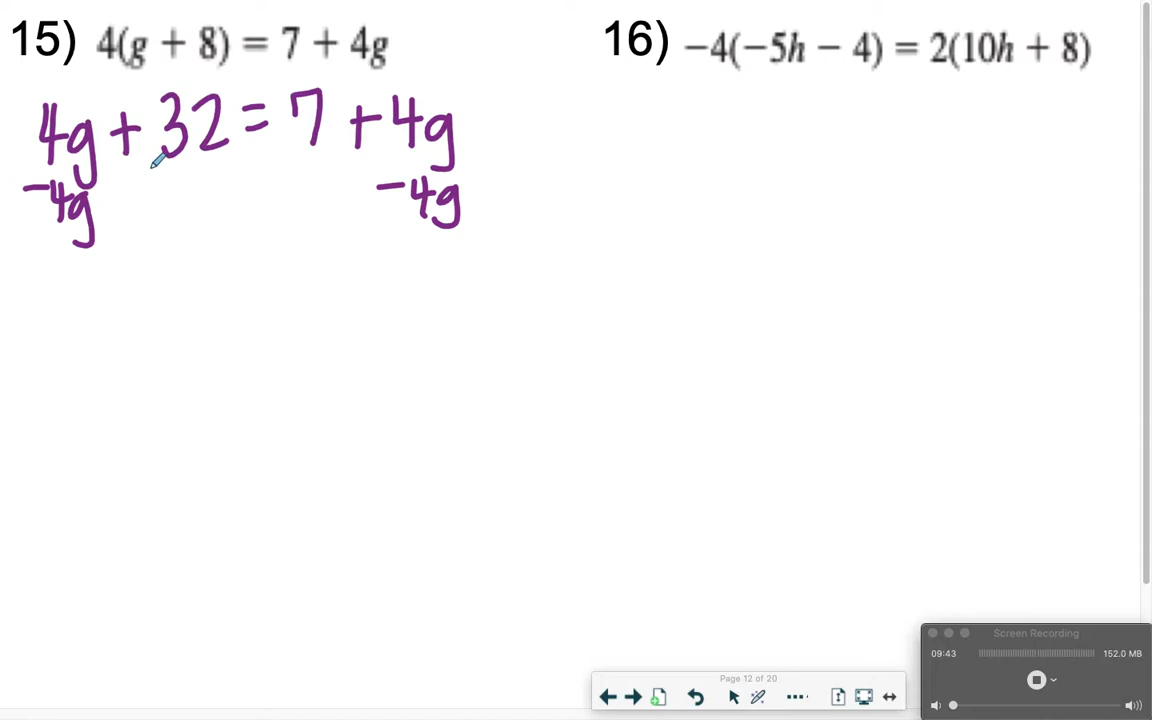 15) 4(g + 8) = 7 + 4g
4g + 32 = 7 + 4g
-4g -4g
16) −4(−5h − 4) = 2(10h + 8)
Page 12 of 20
Screen Recording
09:43 152.0 MB